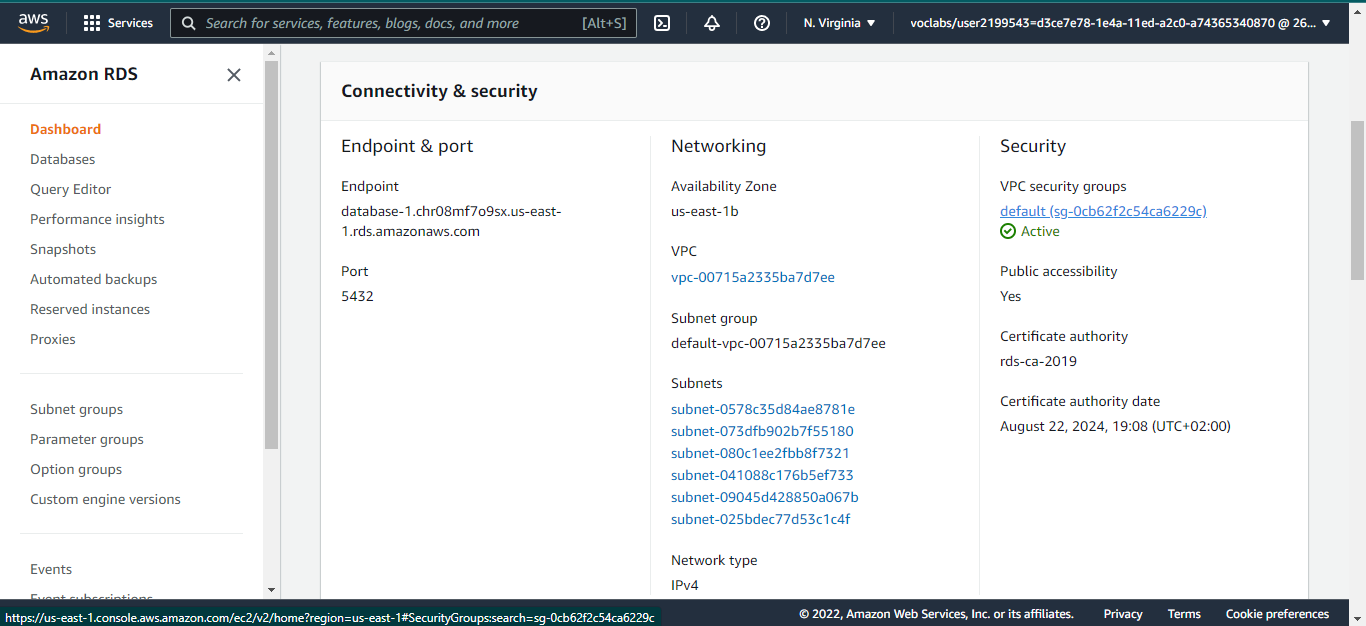 aws
Services
Search for services, features, blogs, docs, and more
[Alt+S]
N. Virginia
voclabs/user2199543=d3ce7e78-1e4a-11ed-a2c0-a74365340870 @ 26...
Amazon RDS
Dashboard
Databases
Query Editor
Performance insights
Snapshots
Automated backups
Reserved instances
Proxies
Subnet groups
Parameter groups
Option groups
Custom engine versions
Events
Event subscriptions
Connectivity & security
Endpoint & port
Endpoint
database-1.chr08mf7o9sx.us-east-
1.rds.amazonaws.com
Port
5432
Networking
Availability Zone
us-east-1b
VPC
vpc-00715a2335ba7d7ee
Subnet group
default-vpc-00715a2335ba7d7ee
Subnets
subnet-0578c35d84ae8781e
subnet-073dfb902b7f55180
subnet-080c1ee2fbb8f7321
subnet-041088c176b5ef733
subnet-09045d428850a067b
subnet-025bdec77d53c1c4f
Network type
IPv4
Security
VPC security groups
default (sg-0cb62f2c54ca6229c)
Active
Public accessibility
Yes
Certificate authority
rds-ca-2019
Certificate authority date
August 22, 2024, 19:08 (UTC+02:00)
https://us-east-1.console.aws.amazon.com/ec2/v2/home?region=us-east-1#SecurityGroups:search=sg-0cb62f2c54ca6229c
© 2022, Amazon Web Services, Inc. or its affiliates.
Privacy
Terms
Cookie preferences